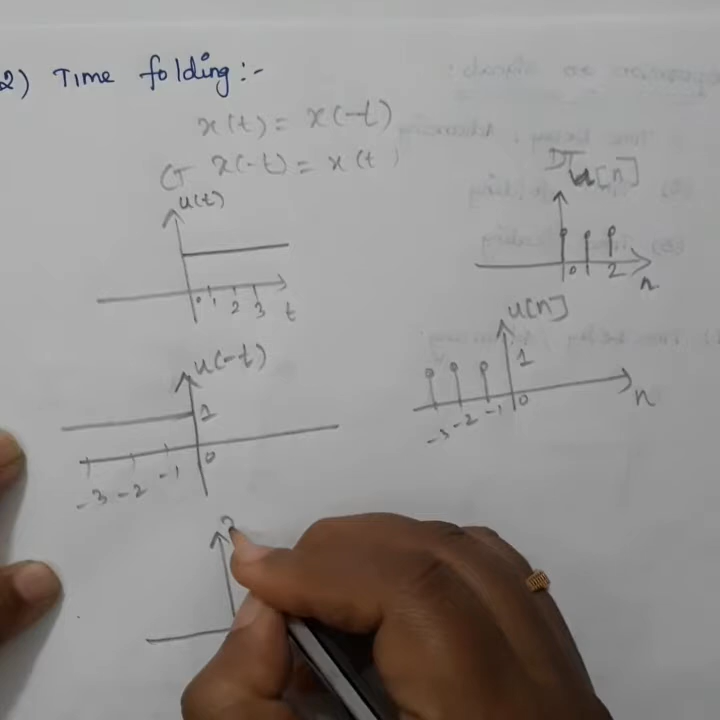 2) Time folding:-
x(t) = x(-t)
x(-t) = x(t)
u(t)
0 1 2 3 t
DT u[n]
0 1 2 n
u(-t)
1
-3 -2 -1 0
u[n]
1
-3 -2 -1 0 n